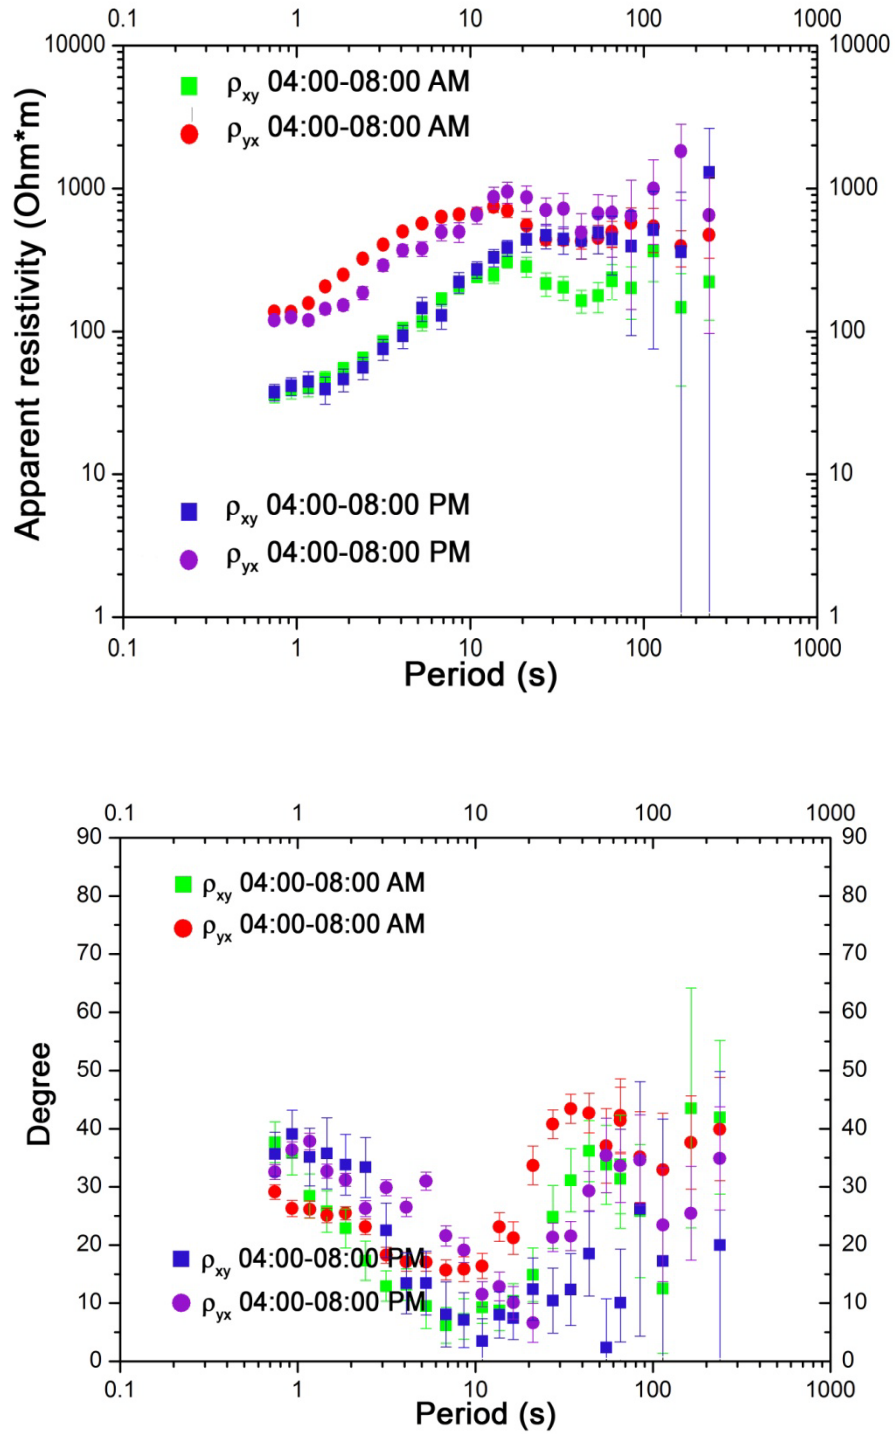 0.1 1 10 100 1000
10000 10000
ρxy 04:00-08:00 AM
ρyx 04:00-08:00 AM
1000 1000
100 100
10 10
ρxy 04:00-08:00 PM
ρyx 04:00-08:00 PM
1 1
0.1 1 10 100 1000
Apparent resistivity (Ohm*m)
Period (s)
0.1 1 10 100 1000
90 90
80 80
ρxy 04:00-08:00 AM
ρyx 04:00-08:00 AM
70 70
60 60
50 50
40 40
30 30
20 20
ρxy 04:00-08:00 PM
ρyx 04:00-08:00 PM
10 10
0 0
0.1 1 10 100 1000
Degree
Period (s)